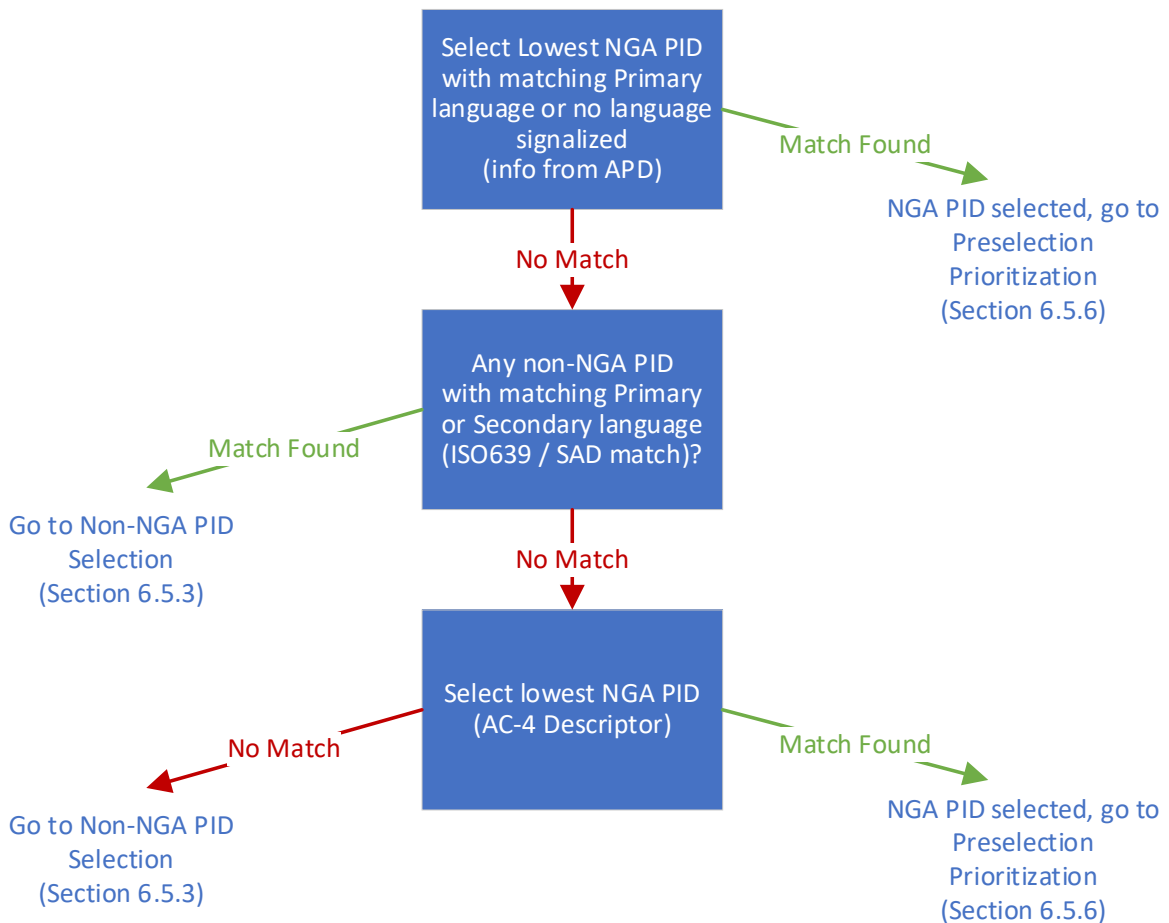 Select Lowest NGA PID
with matching Primary
language or no language
signalized
(info from APD)
Match Found
NGA PID selected, go to
Preselection
Prioritization
(Section 6.5.6)
No Match
Any non-NGA PID
with matching Primary
or Secondary language
(ISO639 / SAD match)?
Match Found
Go to Non-NGA PID
Selection
(Section 6.5.3)
No Match
Select lowest NGA PID
(AC-4 Descriptor)
No Match
Match Found
Go to Non-NGA PID
Selection
(Section 6.5.3)
NGA PID selected, go to
Preselection
Prioritization
(Section 6.5.6)